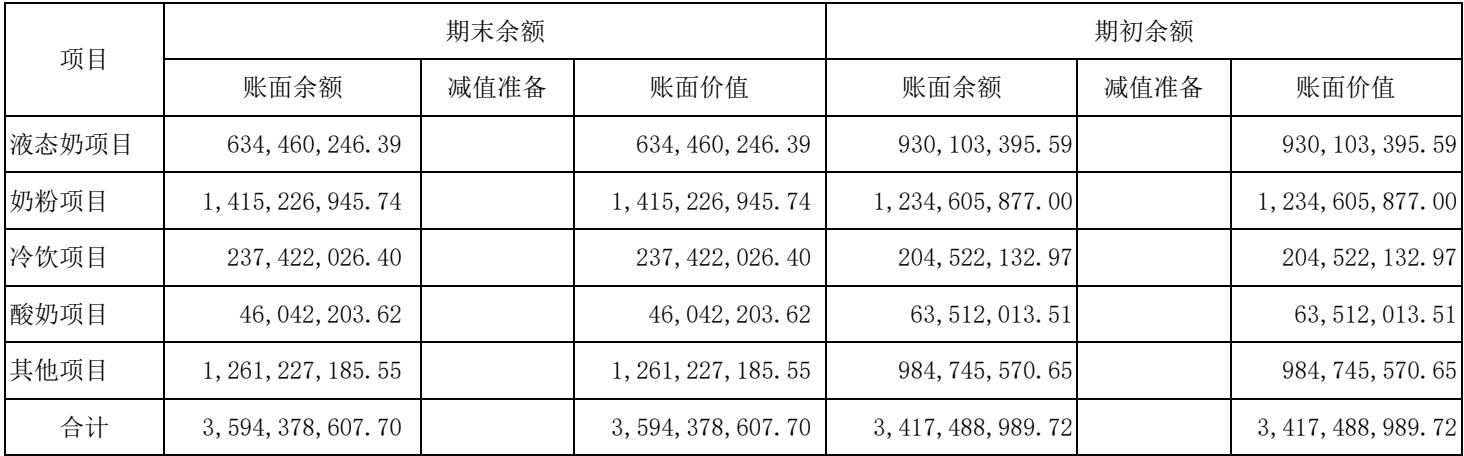 项目 期末余额 期初余额
账面余额 减值准备 账面价值 账面余额 减值准备 账面价值
液态奶项目 634,460,246.39 634,460,246.39 930,103,395.59 930,103,395.59
奶粉项目 1,415,226,945.74 1,415,226,945.74 1,234,605,877.00 1,234,605,877.00
冷饮项目 237,422,026.40 237,422,026.40 204,522,132.97 204,522,132.97
酸奶项目 46,042,203.62 46,042,203.62 63,512,013.51 63,512,013.51
其他项目 1,261,227,185.55 1,261,227,185.55 984,745,570.65 984,745,570.65
合计 3,594,378,607.70 3,594,378,607.70 3,417,488,989.72 3,417,488,989.72